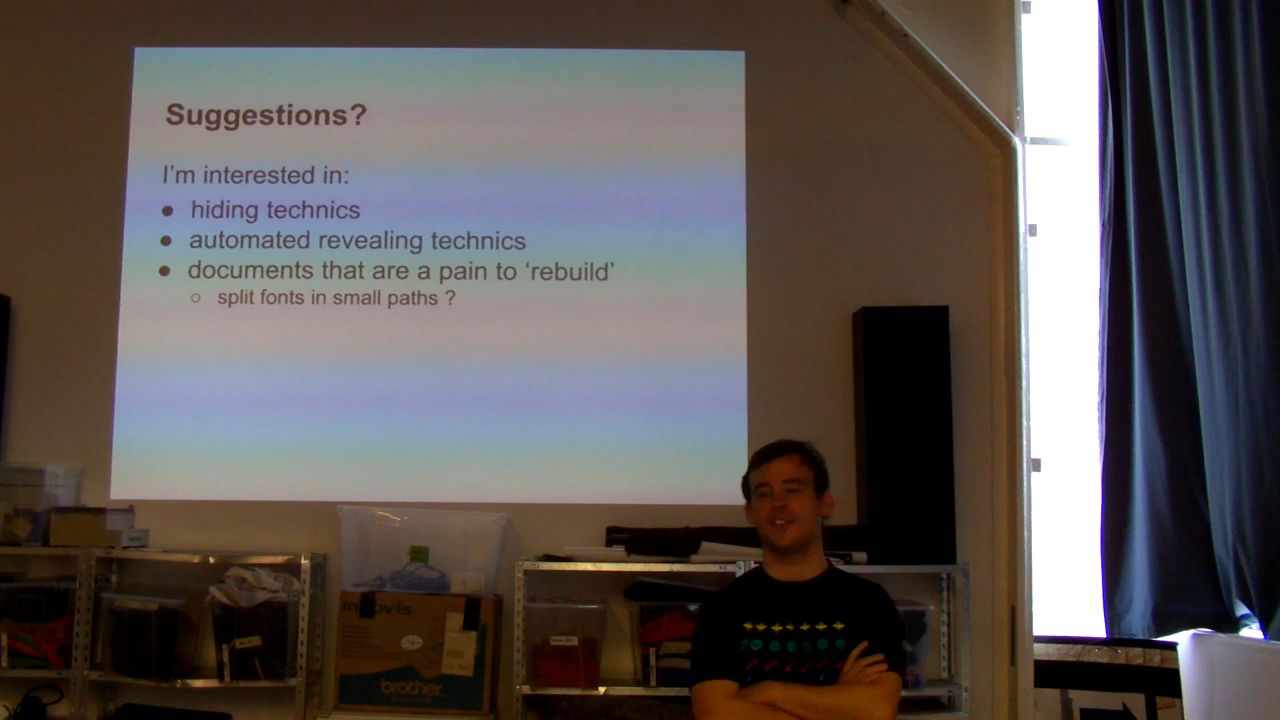 Suggestions?
I'm interested in:
● hiding technics
● automated revealing technics
● documents that are a pain to 'rebuild'
○ split fonts in small paths ?
innovis
brother